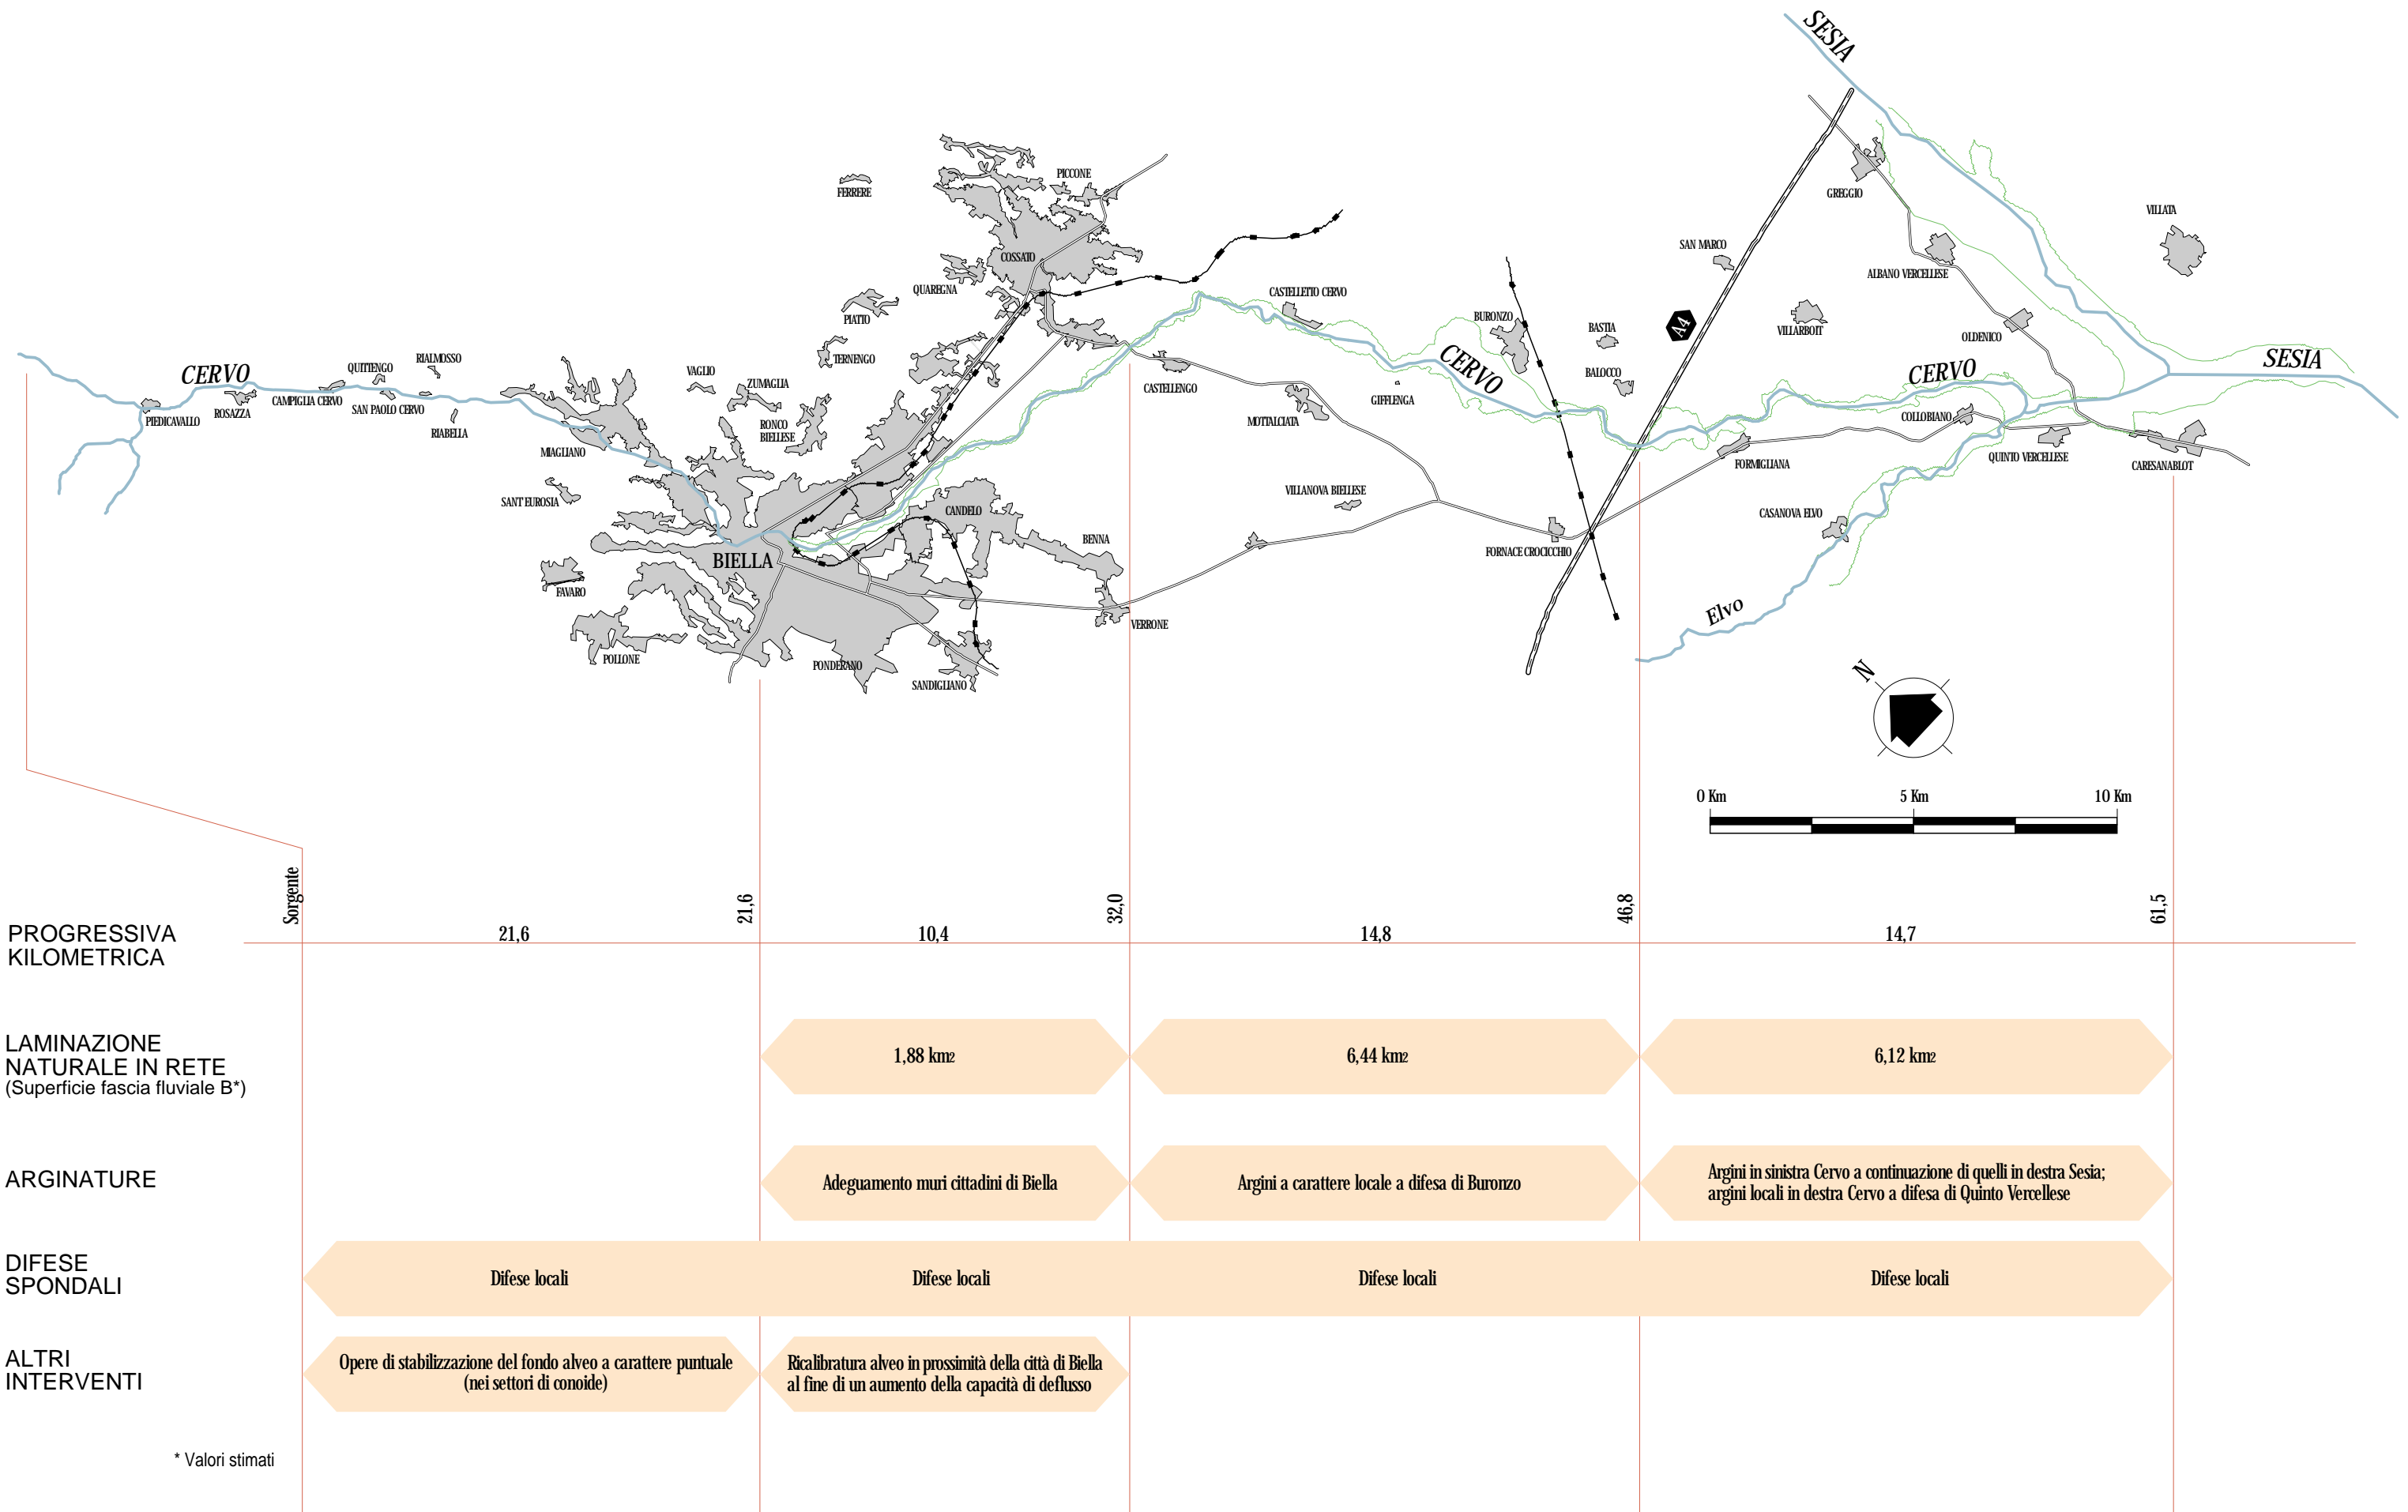 SESIA
FERRERE
PICCONE
GREGGIO
VILLATA
SAN MARCO
COSSATO
ALBANO VERCELLESE
QUAREGNA
CASTELLETTO CERVO
PIATTO
BURONZO
BASTIA
A4
VILLARBOIT
OLDENICO
TERNENGO
CERVO
QUITTENGO
RIALMOSSO
VAGLIO
ZUMAGLIA
CASTELLENGO
CERVO
GIFFLENGA
BALOCCO
CERVO
SESIA
PIEDICAVALLO
ROSAZZA
CAMPIGLIA CERVO
SAN PAOLO CERVO
RIABELLA
RONCO
BIELLESE
MOTTALCIATA
COLLOBIANO
MIAGLIANO
FORMIGLIANA
QUINTO VERCELLESE
CARESANABLOT
SANT'EUROSIA
CANDELO
VILLANOVA BIELLESE
CASANOVA ELVO
BIELLA
BENNA
FORNACE CROCICCHIO
FAVARO
Elvo
VERRONE
POLLONE
PONDERANO
SANDIGLIANO
N
0 Km
5 Km
10 Km
Sorgente
21,6
32,0
46,8
61,5
PROGRESSIVA
KILOMETRICA
21,6
10,4
14,8
14,7
LAMINAZIONE
NATURALE IN RETE
(Superficie fascia fluviale B*)
1,88 km2
6,44 km2
6,12 km2
ARGINATURE
Adeguamento muri cittadini di Biella
Argini a carattere locale a difesa di Buronzo
Argini in sinistra Cervo a continuazione di quelli in destra Sesia;
argini locali in destra Cervo a difesa di Quinto Vercellese
DIFESE
SPONDALI
Difese locali
Difese locali
Difese locali
Difese locali
ALTRI
INTERVENTI
Opere di stabilizzazione del fondo alveo a carattere puntuale
(nei settori di conoide)
Ricalibratura alveo in prossimità della città di Biella
al fine di un aumento della capacità di deflusso
* Valori stimati